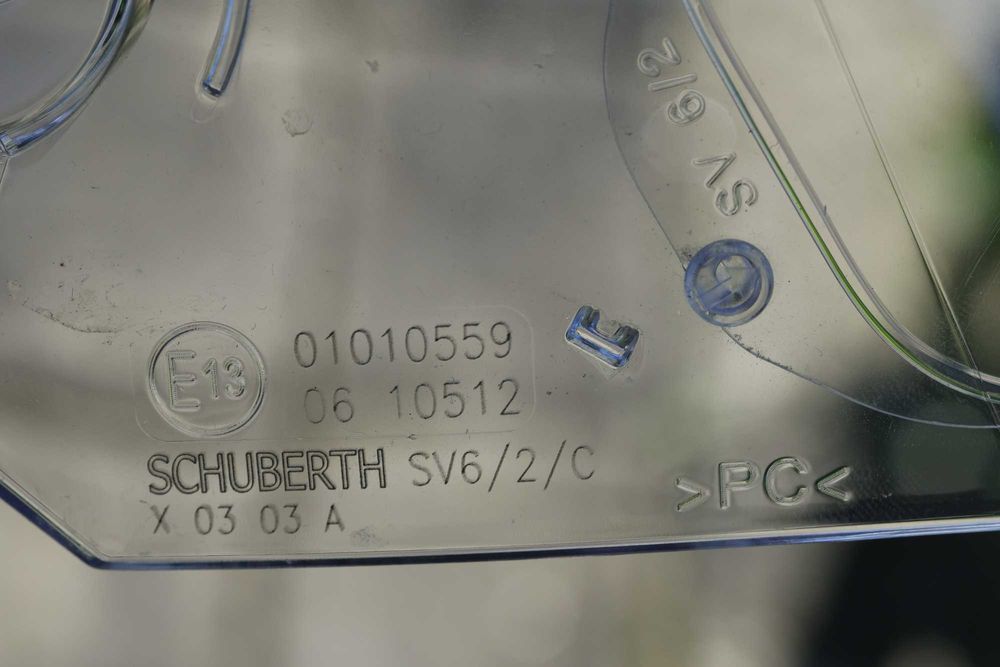 SV 6/2
E13
01010559
06 10512
SCHUBERTH SV6/2/C
X 03 03 A
>PC<